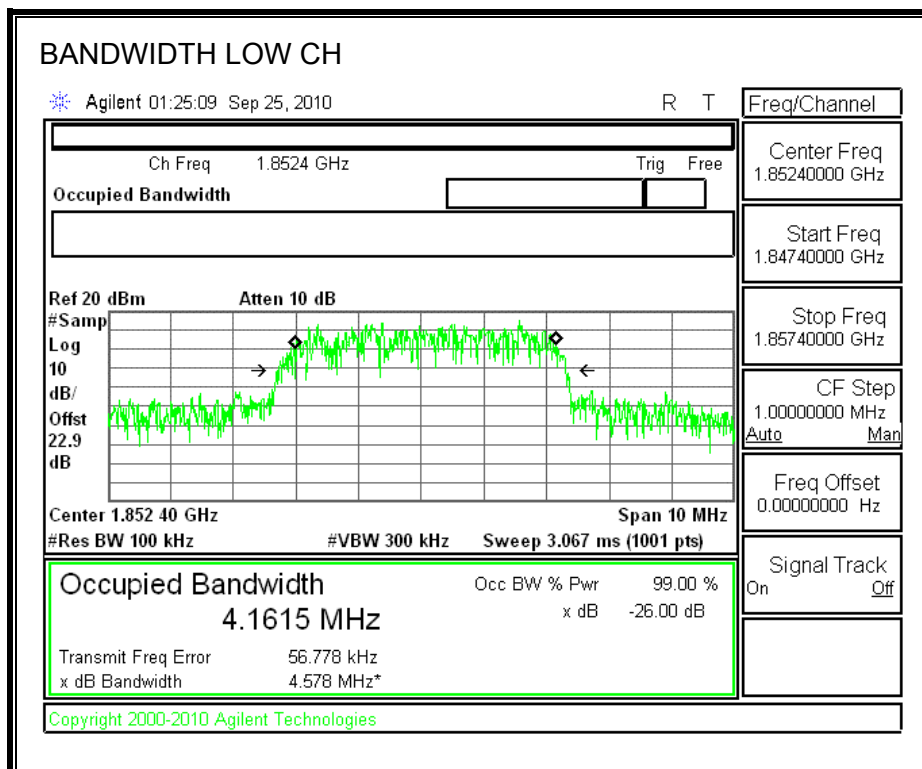 BANDWIDTH LOW CH
Agilent 01:25:09 Sep 25, 2010 R T
Freq/Channel
Ch Freq 1.8524 GHz Trig Free
Occupied Bandwidth
Center Freq
1.85240000 GHz
Start Freq
1.84740000 GHz
Stop Freq
1.85740000 GHz
CF Step
1.00000000 MHz
Auto Man
Freq Offset
0.00000000 Hz
Signal Track
On Off
Ref 20 dBm Atten 10 dB
#Samp
Log
10
dB/
Offst
22.9
dB
Center 1.852 40 GHz Span 10 MHz
#Res BW 100 kHz #VBW 300 kHz Sweep 3.067 ms (1001 pts)
Occupied Bandwidth Occ BW % Pwr 99.00 %
4.1615 MHz x dB -26.00 dB
Transmit Freq Error 56.778 kHz
x dB Bandwidth 4.578 MHz*
Copyright 2000-2010 Agilent Technologies